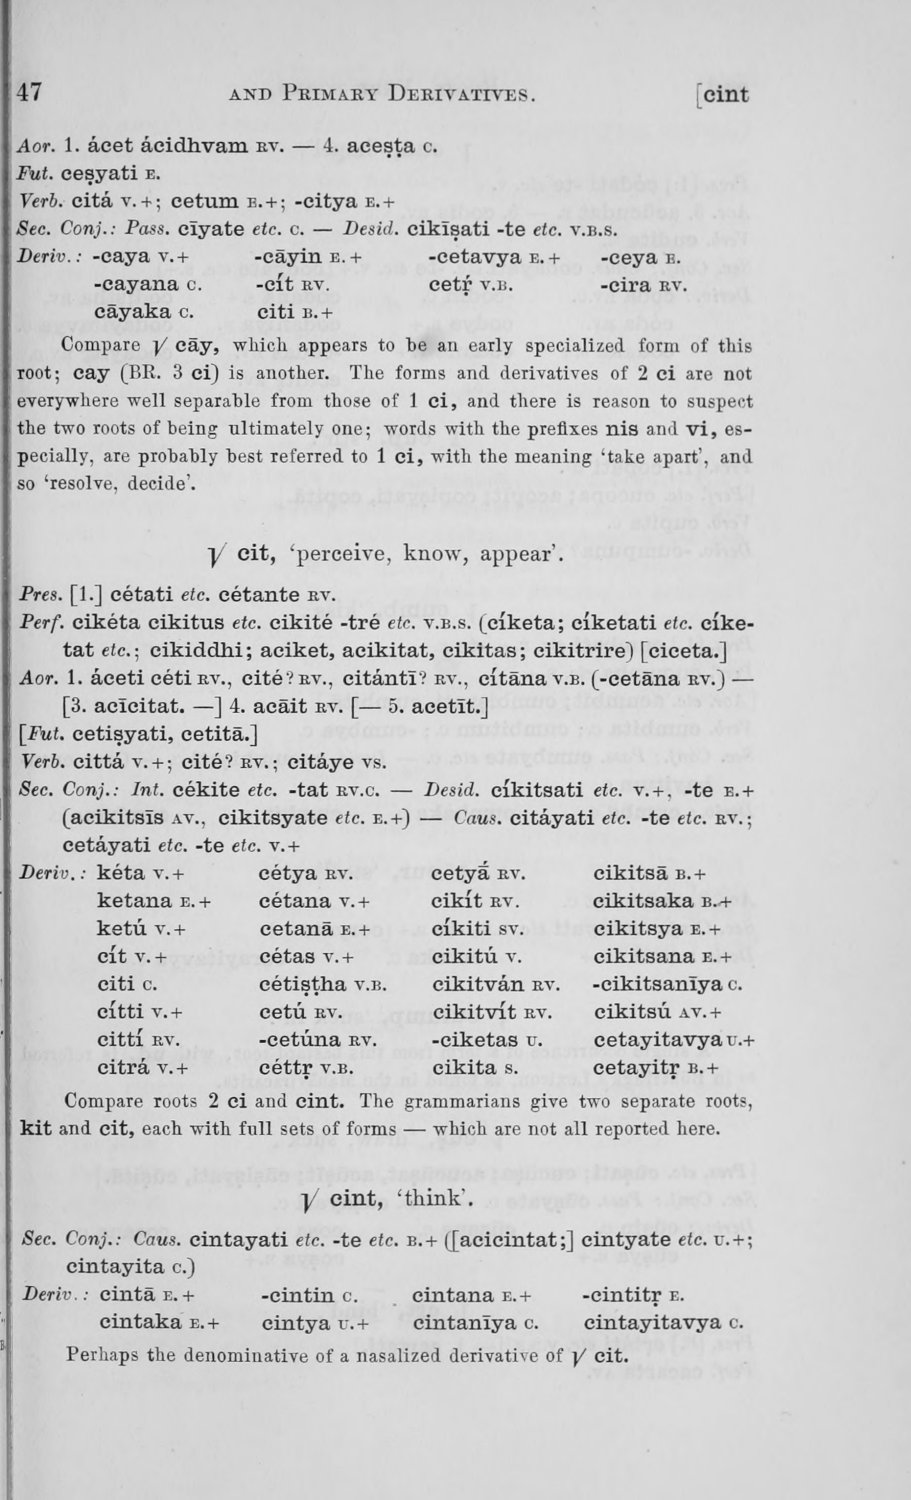 47 AND PRIMARY DERIVATIVES. [cint
Aor. 1. ácet ácidhvam RV. — 4. aceṣṭa C.
Fut. ceṣyati E.
Verb. citá V.+; cetum E.+; -citya E.+
Sec. Conj.: Pass. cīyate etc. C. — Desid. cikīṣati -te etc. V.B.S.
Deriv.: -caya V.+ -cāyin E.+ -cetavya E.+ -ceya E.
-cayana C. -cít RV. cetṛ́ V.B. -cira RV.
cāyaka C. citi B.+
Compare √ cāy, which appears to be an early specialized form of this
root; cay (BR. 3 ci) is another. The forms and derivatives of 2 ci are not
everywhere well separable from those of 1 ci, and there is reason to suspect
the two roots of being ultimately one; words with the prefixes nis and vi, es-
pecially, are probably best referred to 1 ci, with the meaning ‘take apart’, and
so ‘resolve, decide’.
√ cit, ‘perceive, know, appear’.
Pres. [1.] cétati etc. cétante RV.
Perf. cikéta cikitus etc. cikité -tré etc. V.B.S. (cíketa; cíketati etc. cíke-
tat etc.; cikiddhi; aciket, acikitat, cikitas; cikitrire) [ciceta.]
Aor. 1. áceti céti RV., cité? RV., citántī? RV., cítāna V.B. (-cetāna RV.) —
[3. acīcitat. —] 4. acāit RV. [— 5. acetīt.]
[Fut. cetiṣyati, cetitā.]
Verb. cittá V.+; cité? RV.; citáye VS.
Sec. Conj.: Int. cékite etc. -tat RV.C. — Desid. cíkitsati etc. V.+, -te E.+
(acikitsīs AV., cikitsyate etc. E.+) — Caus. citáyati etc. -te etc. RV.;
cetáyati etc. -te etc. V.+
Deriv.: kéta V.+ cétya RV. cetyā́ RV. cikitsā B.+
ketana E.+ cétana V.+ cikít RV. cikitsaka B.+
ketú V.+ cetanā E.+ cíkiti SV. cikitsya E.+
cít V.+ cétas V.+ cikitú V. cikitsana E.+
citi C. cétiṣṭha V.B. cikitván RV. -cikitsanīya C.
cítti V.+ cetú RV. cikitvít RV. cikitsú AV.+
cittí RV. -cetúna RV. -ciketas U. cetayitavya U.+
citrá V.+ céttṛ V.B. cikita S. cetayitṛ B.+
Compare roots 2 ci and cint. The grammarians give two separate roots,
kit and cit, each with full sets of forms — which are not all reported here.
√ cint, ‘think’.
Sec. Conj.: Caus. cintayati etc. -te etc. B.+ ([acicintat;] cintyate etc. U.+;
cintayita C.)
Deriv.: cintā E.+ -cintin C. cintana E.+ -cintitṛ E.
cintaka E.+ cintya U.+ cintanīya C. cintayitavya C.
Perhaps the denominative of a nasalized derivative of √ cit.